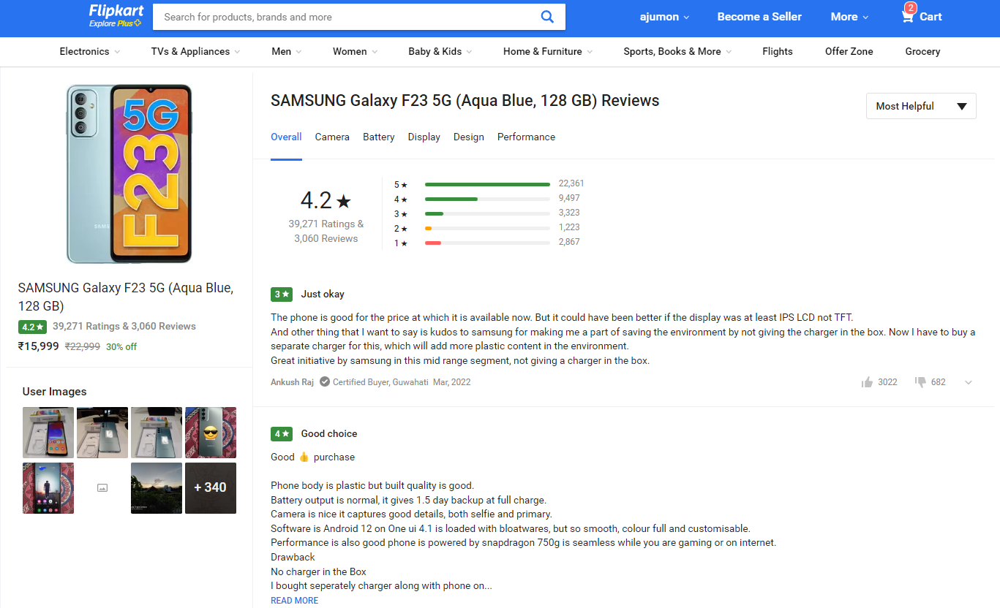 Flipkart
Explore Plus
Search for products, brands and more
ajumon
Become a Seller
More
2
Cart
Electronics
TVs & Appliances
Men
Women
Baby & Kids
Home & Furniture
Sports, Books & More
Flights
Offer Zone
Grocery
5G
F23
SAMSUNG Galaxy F23 5G (Aqua Blue,
128 GB)
4.2★ 39,271 Ratings & 3,060 Reviews
₹15,999 ₹22,999 30% off
User Images
+ 340
SAMSUNG Galaxy F23 5G (Aqua Blue, 128 GB) Reviews
Most Helpful
Overall Camera Battery Display Design Performance
4.2★
39,271 Ratings &
3,060 Reviews
5★ 22,361
4★ 9,497
3★ 3,323
2★ 1,223
1★ 2,867
3★ Just okay
The phone is good for the price at which it is available now. But it could have been better if the display was at least IPS LCD not TFT.
And other thing that I want to say is kudos to samsung for making me a part of saving the environment by not giving the charger in the box. Now I have to buy a
separate charger for this, which will add more plastic content in the environment.
Great initiative by samsung in this mid range segment, not giving a charger in the box.
Ankush Raj Certified Buyer, Guwahati Mar, 2022
3022 682
4★ Good choice
Good 👍 purchase
Phone body is plastic but built quality is good.
Battery output is normal, it gives 1.5 day backup at full charge.
Camera is nice it captures good details, both selfie and primary.
Software is Android 12 on One ui 4.1 is loaded with bloatwares, but so smooth, colour full and customisable.
Performance is also good phone is powered by snapdragon 750g is seamless while you are gaming or on internet.
Drawback
No charger in the Box
I bought seperately charger along with phone on...
READ MORE